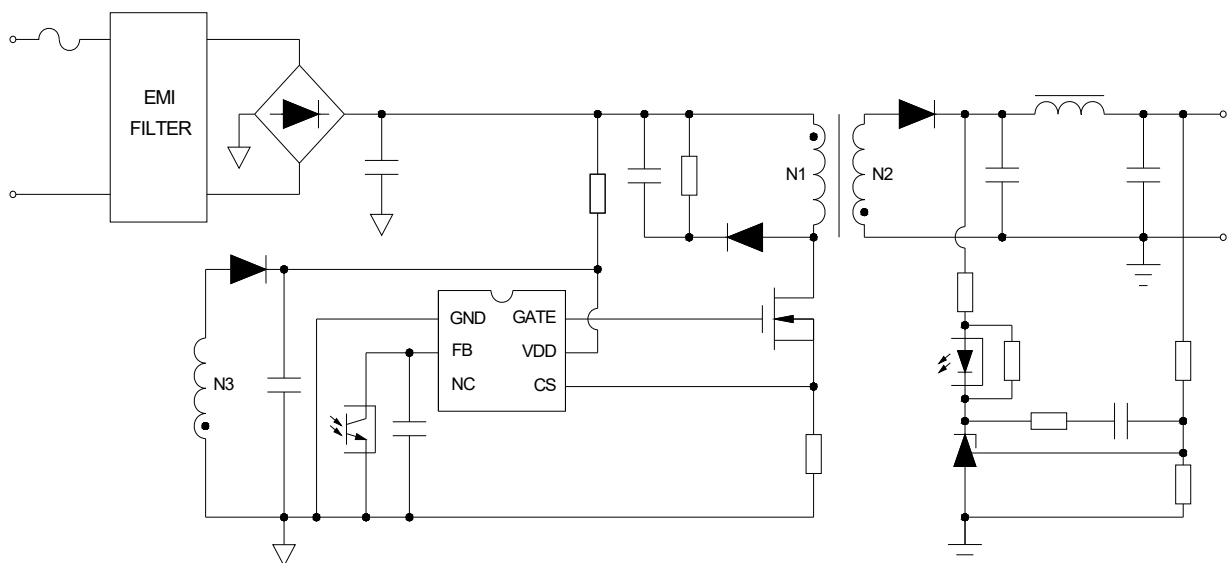 EMI
FILTER
N1
N2
GND
GATE
FB
VDD
N3
NC
CS